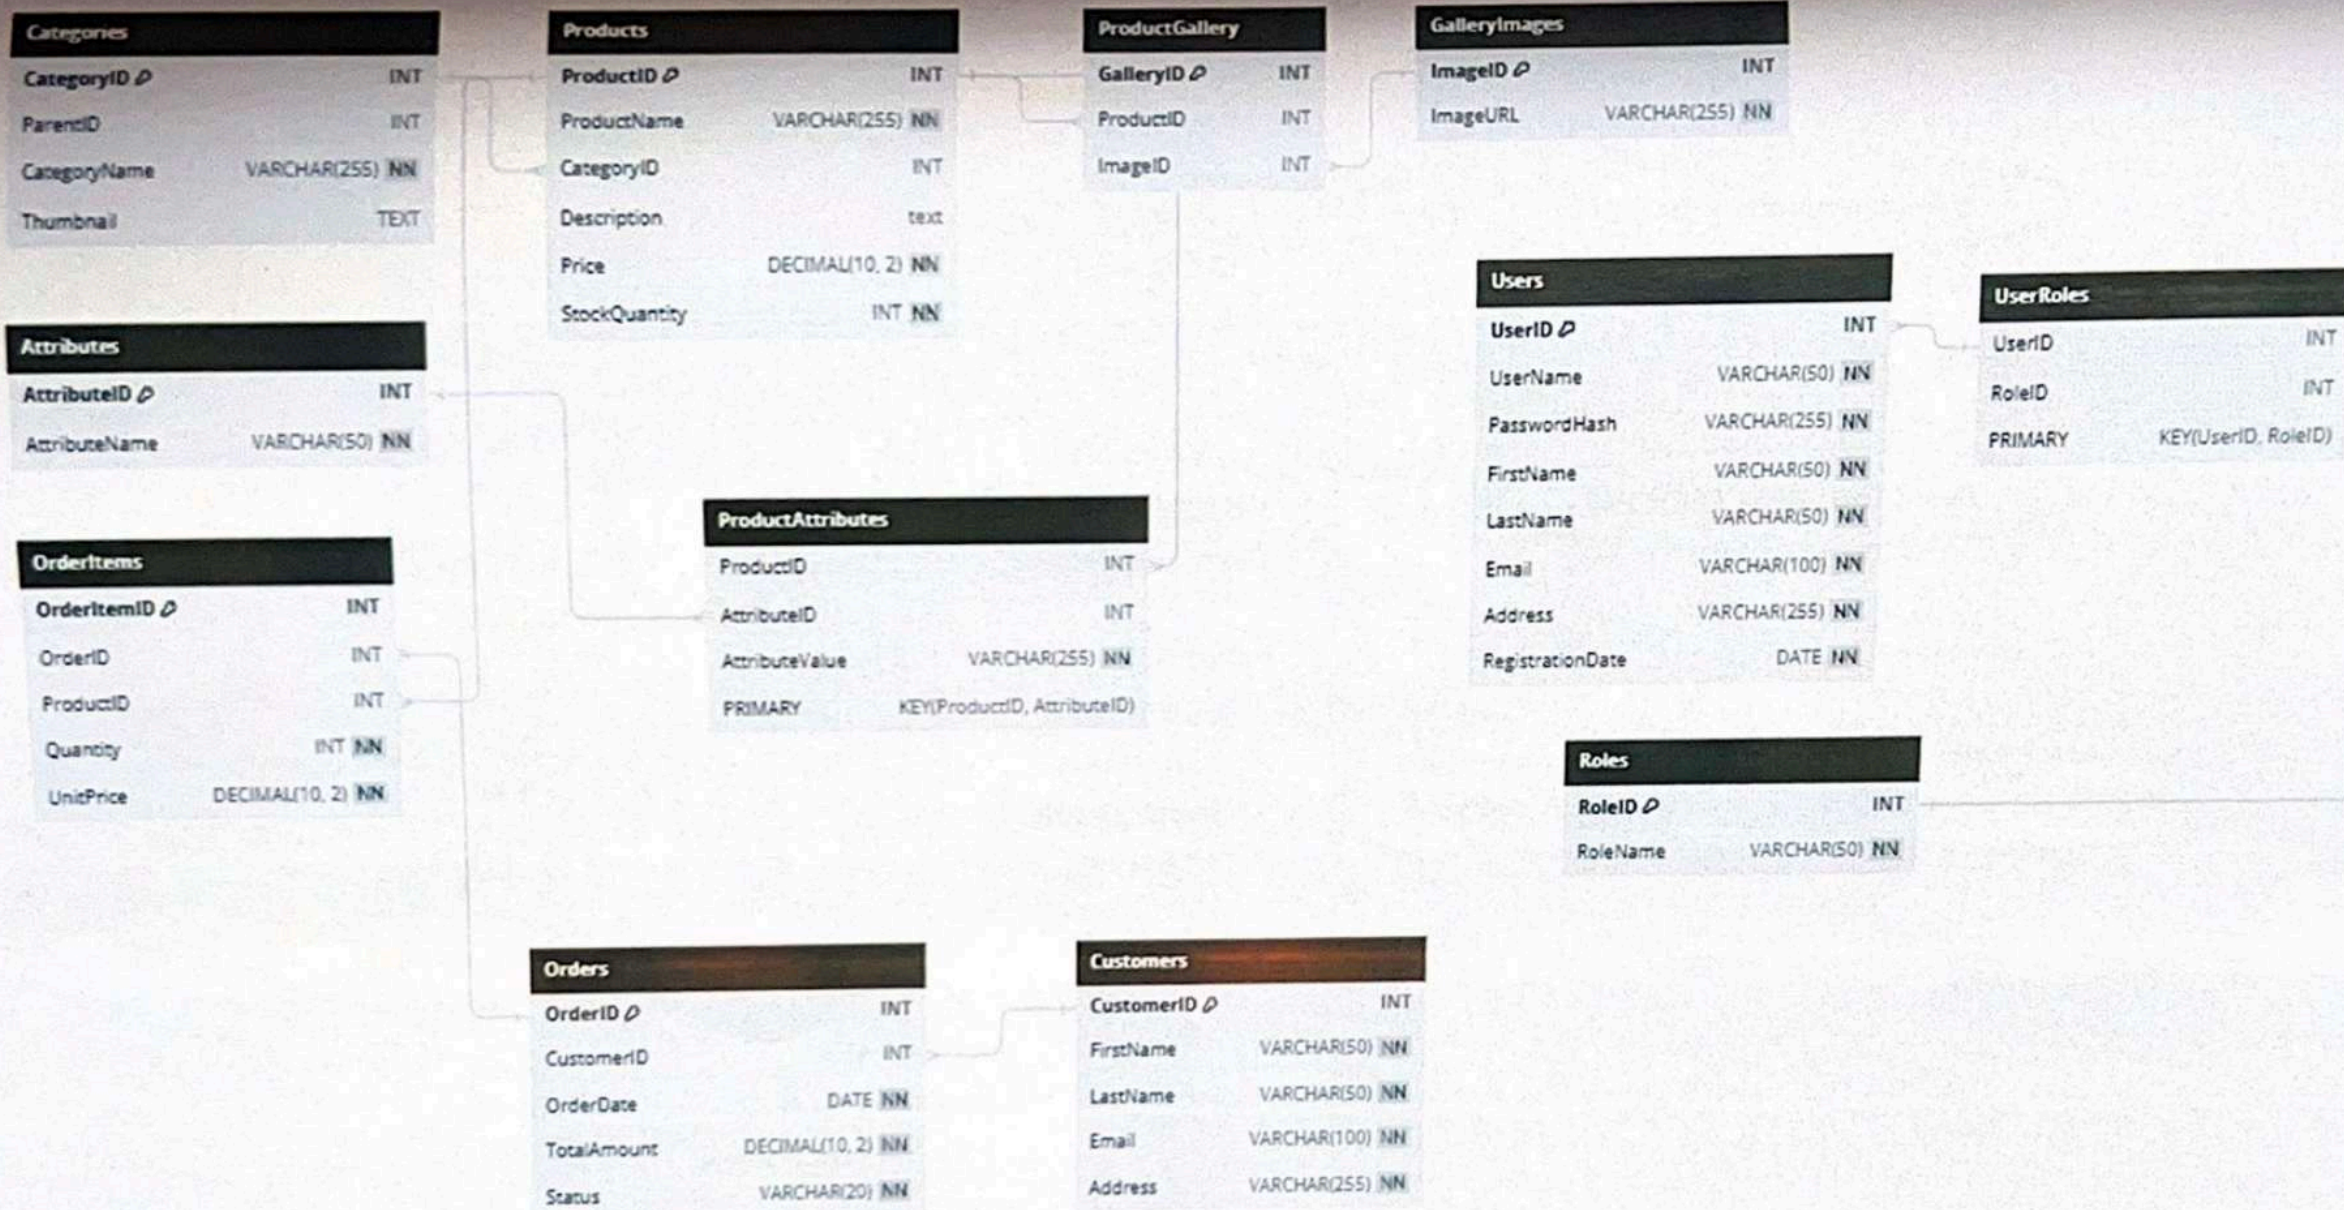 Categories
CategoryID INT
ParentID INT
CategoryName VARCHAR(255) NN
Thumbnail TEXT
Products
ProductID INT
ProductName VARCHAR(255) NN
CategoryID INT
Description text
Price DECIMAL(10, 2) NN
StockQuantity INT NN
ProductGallery
GalleryID INT
ProductID INT
ImageID INT
GalleryImages
ImageID INT
ImageURL VARCHAR(255) NN
Attributes
AttributeID INT
AttributeName VARCHAR(50) NN
Users
UserID INT
UserName VARCHAR(50) NN
PasswordHash VARCHAR(255) NN
FirstName VARCHAR(50) NN
LastName VARCHAR(50) NN
Email VARCHAR(100) NN
Address VARCHAR(255) NN
RegistrationDate DATE NN
UserRoles
UserID INT
RoleID INT
PRIMARY KEY(UserID, RoleID)
OrderItems
OrderItemID INT
OrderID INT
ProductID INT
Quantity INT NN
UnitPrice DECIMAL(10, 2) NN
ProductAttributes
ProductID INT
AttributeID INT
AttributeValue VARCHAR(255) NN
PRIMARY KEY(ProductID, AttributeID)
Roles
RoleID INT
RoleName VARCHAR(50) NN
Orders
OrderID INT
CustomerID INT
OrderDate DATE NN
TotalAmount DECIMAL(10, 2) NN
Status VARCHAR(20) NN
Customers
CustomerID INT
FirstName VARCHAR(50) NN
LastName VARCHAR(50) NN
Email VARCHAR(100) NN
Address VARCHAR(255) NN